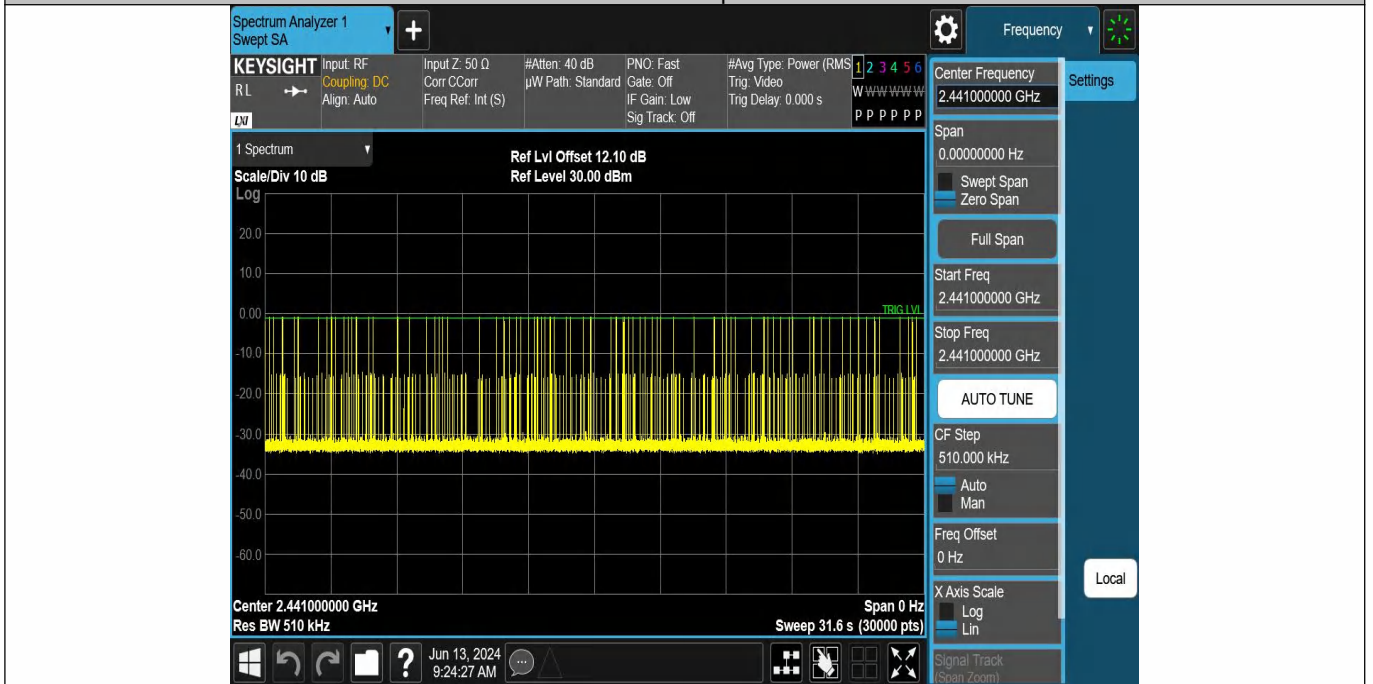 Spectrum Analyzer 1
Swept SA
+
Frequency
KEYSIGHT
RL
LXI
Input: RF
Coupling: DC
Align: Auto
Input Z: 50 Ω
Corr CCorr
Freq Ref: Int (S)
#Atten: 40 dB
µW Path: Standard
PNO: Fast
Gate: Off
IF Gain: Low
Sig Track: Off
#Avg Type: Power (RMS
Trig: Video
Trig Delay: 0.000 s
1 2 3 4 5 6
W W W W W W
P P P P P P
1 Spectrum
Scale/Div 10 dB
Ref Lvl Offset 12.10 dB
Ref Level 30.00 dBm
Log
20.0
10.0
0.00
-10.0
-20.0
-30.0
-40.0
-50.0
-60.0
TRIG LVL
Center 2.441000000 GHz
Res BW 510 kHz
Span 0 Hz
Sweep 31.6 s (30000 pts)
Center Frequency
2.441000000 GHz
Settings
Span
0.00000000 Hz
Swept Span
Zero Span
Full Span
Start Freq
2.441000000 GHz
Stop Freq
2.441000000 GHz
AUTO TUNE
CF Step
510.000 kHz
Auto
Man
Freq Offset
0 Hz
X Axis Scale
Log
Lin
Signal Track
(Span Zoom)
Local
?
Jun 13, 2024
9:24:27 AM